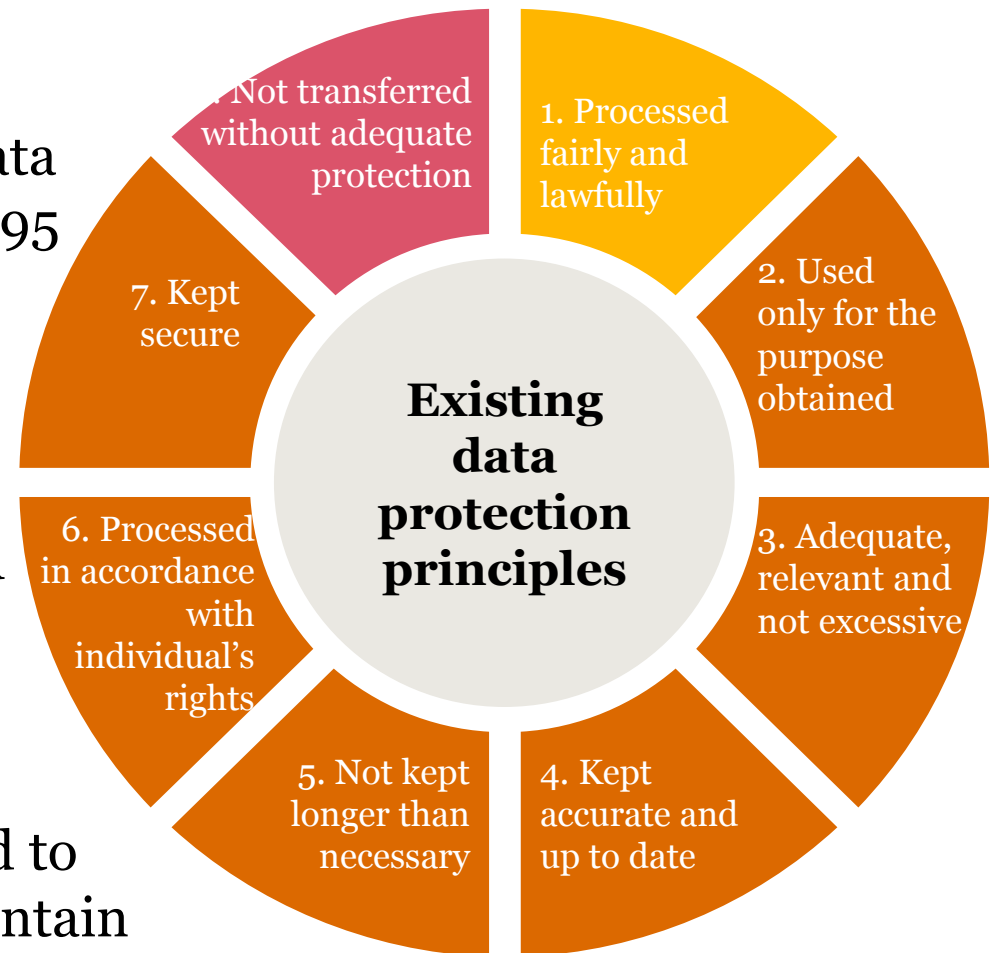 ata
95
d to
ntain
1. Processed
fairly and
lawfully
2. Used
only for the
purpose
obtained
3. Adequate,
relevant and
not excessive
4. Kept
accurate and
up to date
5. Not kept
longer than
necessary
6. Processed
in accordance
with
individual’s
rights
7. Kept
secure
. Not transferred
without adequate
protection
Existing
data
protection
principles